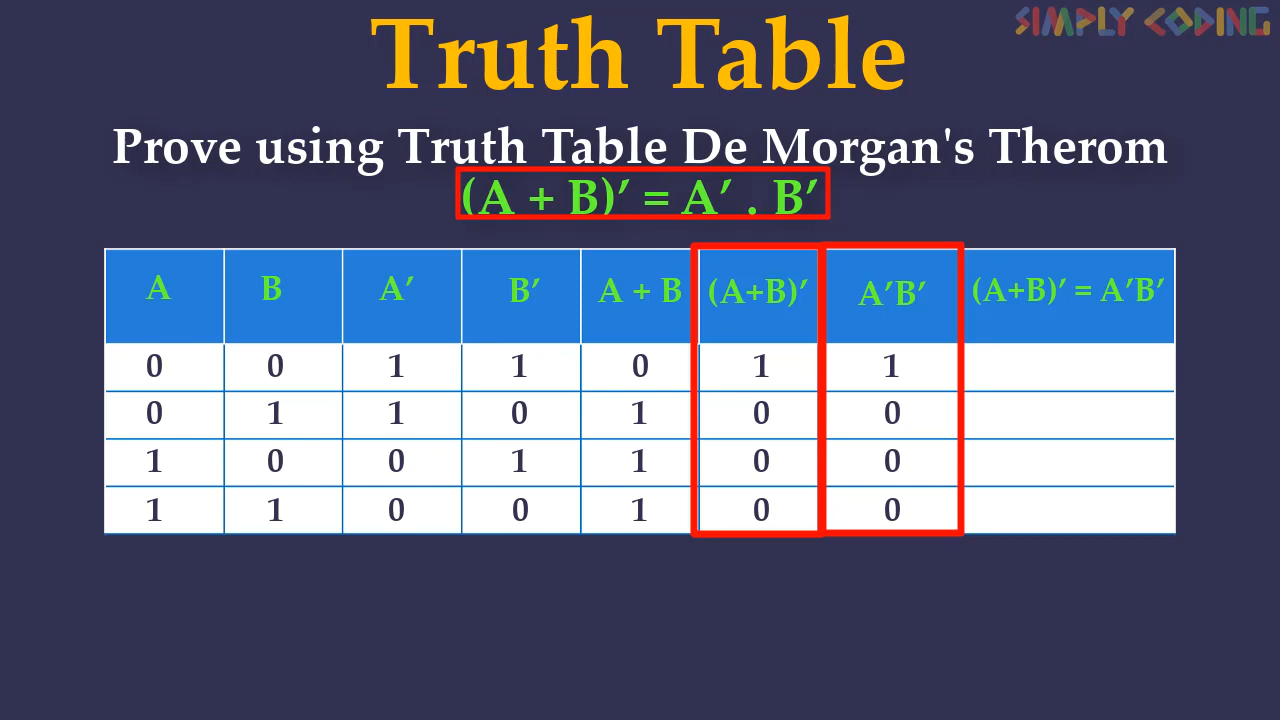 SIMPLY CODING
Truth Table
Prove using Truth Table De Morgan's Therom
(A + B)′ = A′ . B′
A B A′ B′ A + B (A+B)′ A′B′ (A+B)′ = A′B′
0 0 1 1 0 1 1
0 1 1 0 1 0 0
1 0 0 1 1 0 0
1 1 0 0 1 0 0